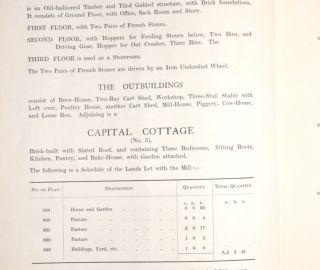 is an Old-fashioned Timber and Tiled Gabled structure, with Brick foundation.
It consists of Ground Floor, with Office, Sack Room and Store.
FIRST FLOOR, with Two Pairs of French Stones.
SECOND FLOOR, with Hoppers for Feeding Stones below, Two Bins, and
Driving Gear, Hopper for Oat Crusher, Three Bins. The
THIRD FLOOR is used as a Storeroom.
The Two Pairs of French Stones are driven by an Iron Undershot Wheel.
THE OUTBUILDINGS
consist of Brew-House, Two-Bay Cart Shed, Workshop, Three-Stall Stable with
Loft over, Poultry House, another Cart Shed, Mill-House, Piggery, Cow-House,
and Loose Box. Adjoining is a
CAPITAL COTTAGE
(No. 5),
Brick-built with Slated Roof, and containing Three Bedrooms, Sitting Room,
Kitchen, Pantry, and Bake-House, with Garden attached.
The following is a Schedule of the Lands Let with the Mill :—
No. on Plan. Description. Quantity. Total Quantity.
A. R. P. A. R. P.
House and Garden
Pasture
Pasture 2 0 17
Pasture
Buildings, Yard, etc.